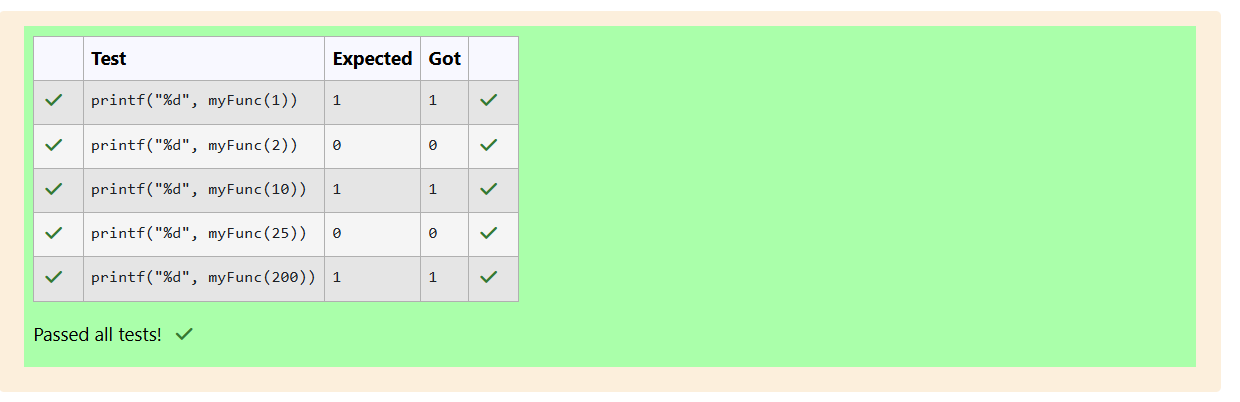 Test Expected Got
printf("%d", myFunc(1)) 1 1
printf("%d", myFunc(2)) 0 0
printf("%d", myFunc(10)) 1 1
printf("%d", myFunc(25)) 0 0
printf("%d", myFunc(200)) 1 1
Passed all tests!